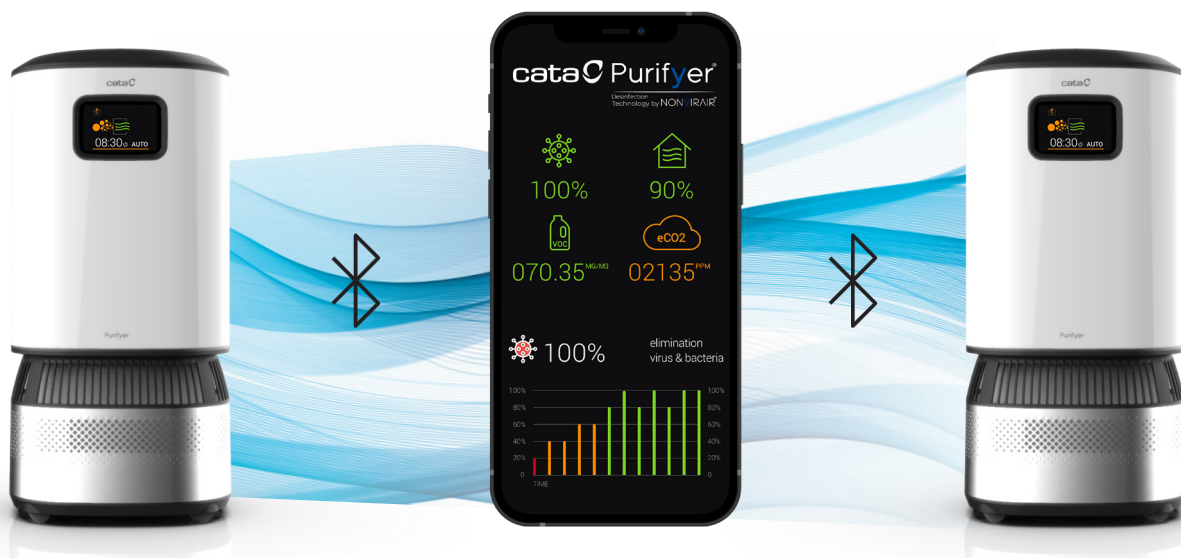 cata
08:30 AUTO
Purifyer
cata Purifyer®
Desinfection
Technology by NONVIRAIR®
100%
90%
VOC
eCO2
070.35 MG/M3
02135 PPM
100%
elimination
virus & bacteria
100%
80%
60%
40%
20%
0
100%
80%
60%
40%
20%
0
TIME
cata
08:30 AUTO
Purifyer